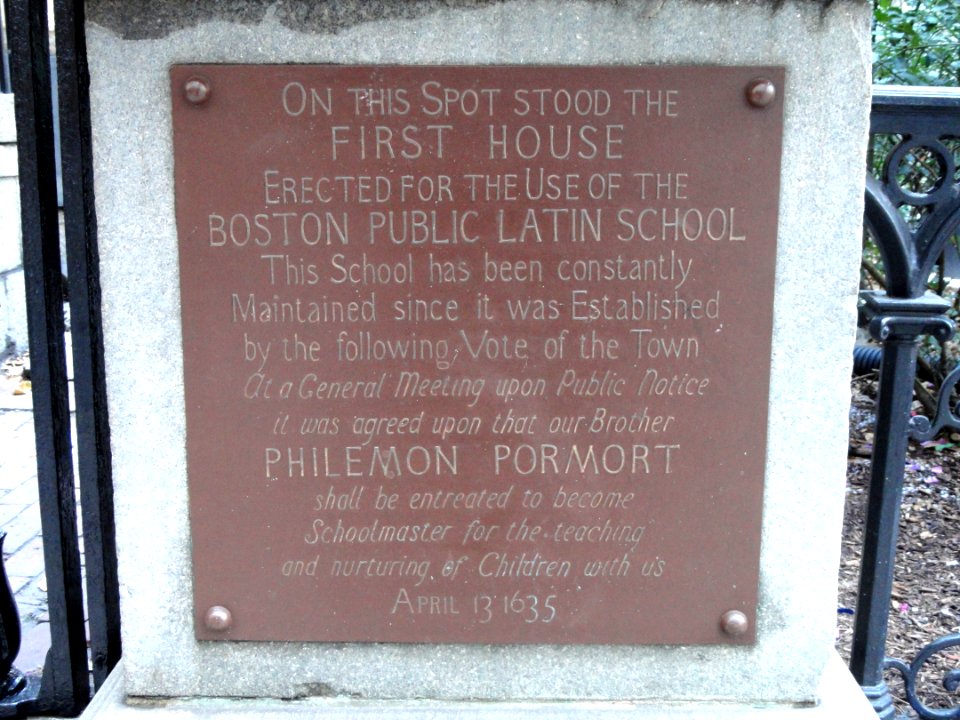 ON THIS SPOT STOOD THE
FIRST HOUSE
ERECTED FOR THE USE OF THE
BOSTON PUBLIC LATIN SCHOOL
This School has been constantly
Maintained since it was Established
by the following Vote of the Town
At a General Meeting upon Public Notice
it was agreed upon that our Brother
PHILEMON PORMORT
shall be entreated to become
Schoolmaster for the teaching
and nurturing of Children with us
APRIL 13 1635